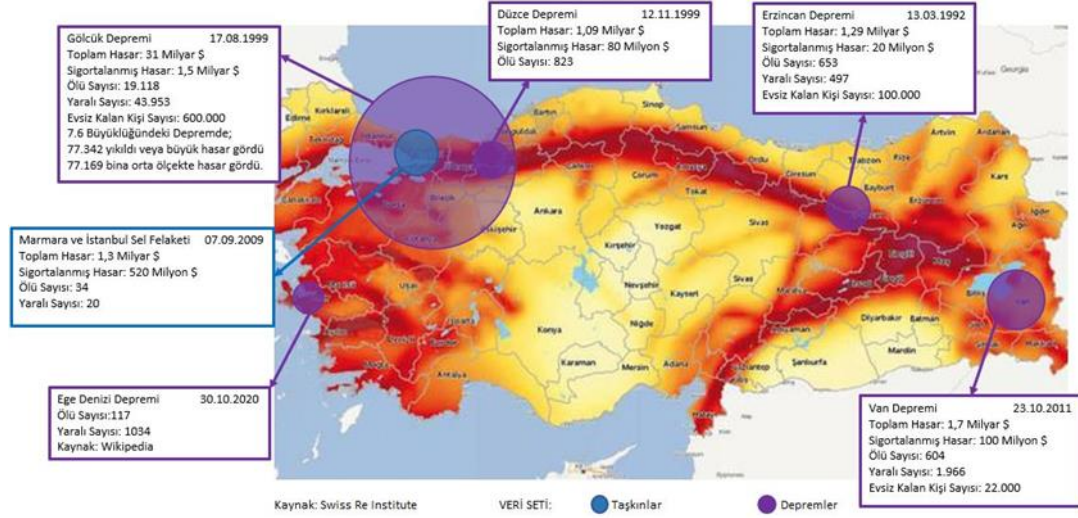 Gölcük Depremi 17.08.1999
Toplam Hasar: 31 Milyar $
Sigortalanmış Hasar: 1,5 Milyar $
Ölü Sayısı: 19.118
Yaralı Sayısı: 43.953
Evsiz Kalan Kişi Sayısı: 600.000
7.6 Büyüklüğündeki Depremde;
77.342 yıkıldı veya büyük hasar gördü
77.169 bina orta ölçekte hasar gördü.
Düzce Depremi 12.11.1999
Toplam Hasar: 1,09 Milyar $
Sigortalanmış Hasar: 80 Milyon $
Ölü Sayısı: 823
Erzincan Depremi 13.03.1992
Toplam Hasar: 1,29 Milyar $
Sigortalanmış Hasar: 20 Milyon $
Ölü Sayısı: 653
Yaralı Sayısı: 497
Evsiz Kalan Kişi Sayısı: 100.000
Marmara ve İstanbul Sel Felaketi 07.09.2009
Toplam Hasar: 1,3 Milyar $
Sigortalanmış Hasar: 520 Milyon $
Ölü Sayısı: 34
Yaralı Sayısı: 20
Ege Denizi Depremi 30.10.2020
Ölü Sayısı:117
Yaralı Sayısı: 1034
Kaynak: Wikipedia
Van Depremi 23.10.2011
Toplam Hasar: 1,7 Milyar $
Sigortalanmış Hasar: 100 Milyon $
Ölü Sayısı: 604
Yaralı Sayısı: 1.966
Evsiz Kalan Kişi Sayısı: 22.000
Georgia
Edirne
Kırklareli
Bartın
Sinop
Samsun
Artvin
Ardahan
Kars
Rize
Trabzon
Ordu
Giresun
Bayburt
Iğdır
Ağrı
Çorum
Tokat
Amasya
Çankırı
Ankara
Yozgat
Sivas
Kırşehir
Nevşehir
Kayseri
Sivas
Konya
Niğde
Karaman
Mersin
Adana
Antalya
Gaziantep
Şanlıurfa
Diyarbakır
Batman
Mardin
Hatay
Van
Kaynak: Swiss Re Institute VERİ SETİ: Taşkınlar Depremler